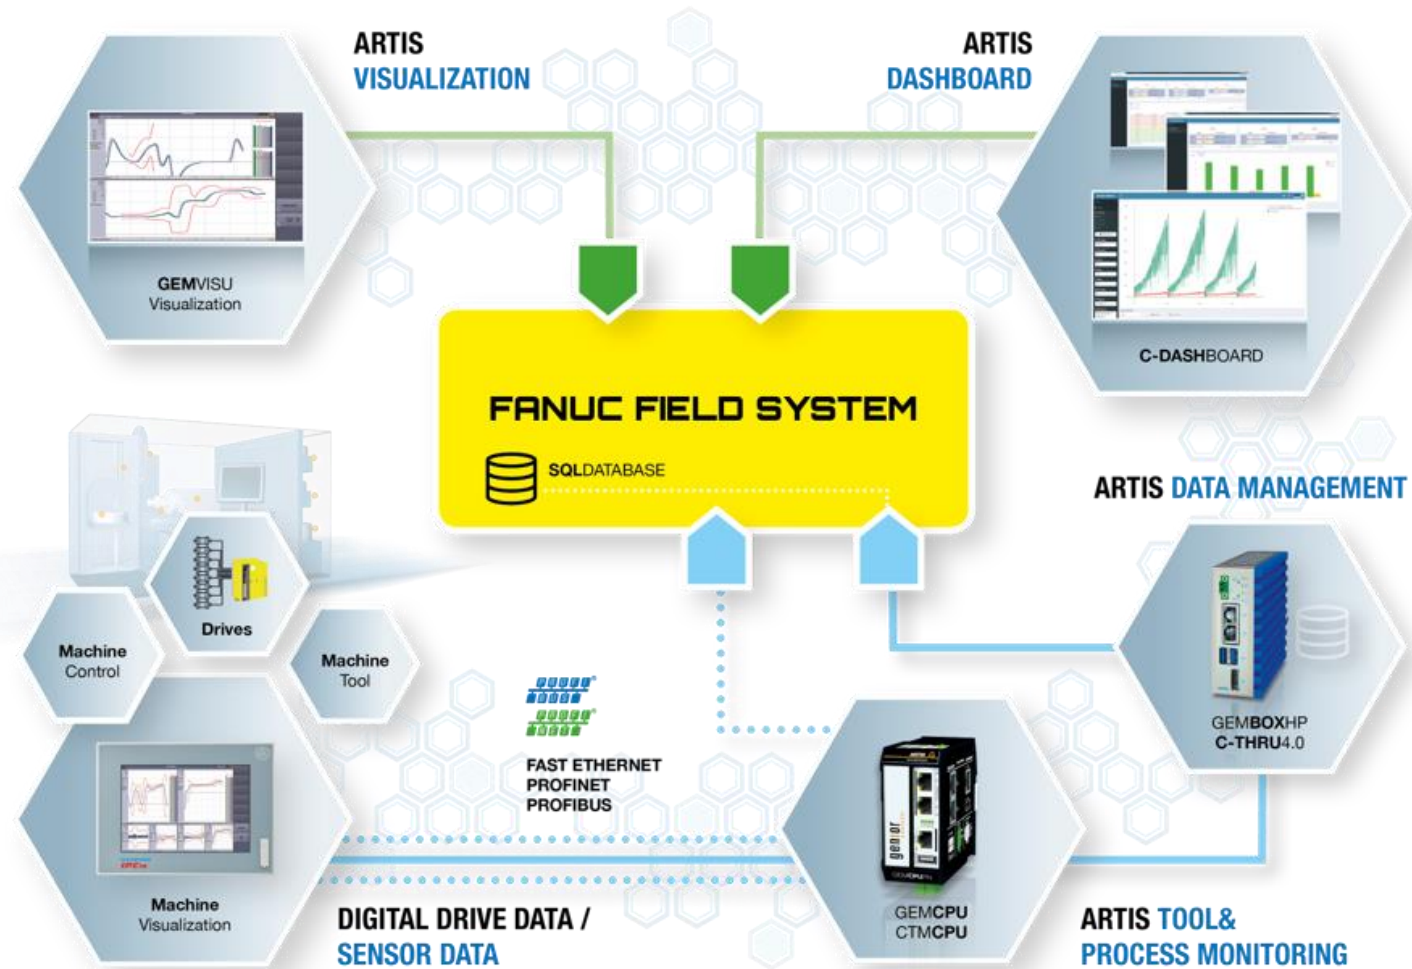 ARTIS
VISUALIZATION
ARTIS
DASHBOARD
GEMVISU
Visualization
C-DASHBOARD
FANUC FIELD SYSTEM
SQLDATABASE
ARTIS DATA MANAGEMENT
Drives
Machine
Control
Machine
Tool
GEMBOXHP
C-THRU4.0
FAST ETHERNET
PROFINET
PROFIBUS
genior
GEMCPU
CTMCPU
Machine
Visualization
DIGITAL DRIVE DATA /
SENSOR DATA
ARTIS TOOL&
PROCESS MONITORING